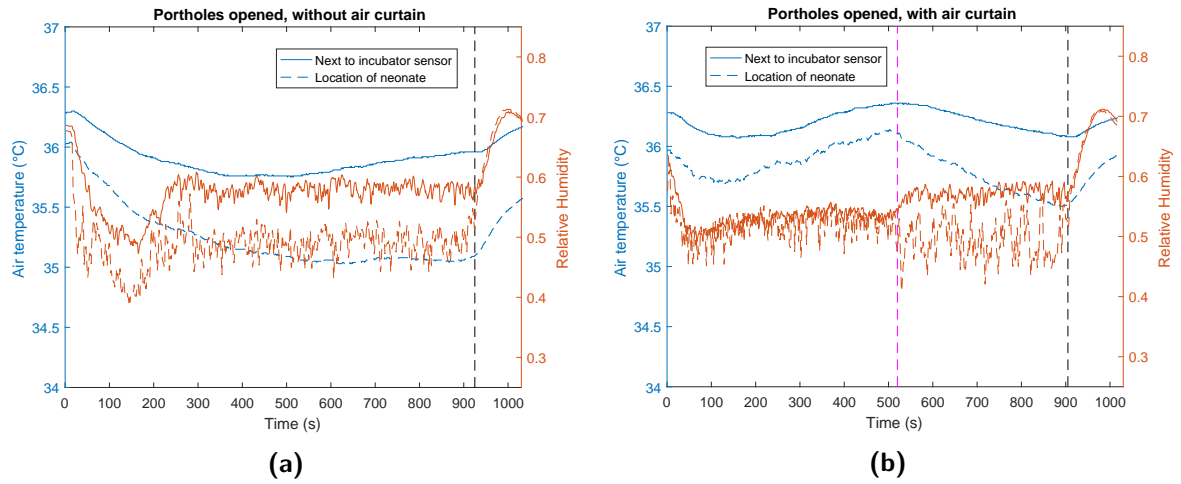 Portholes opened, without air curtain
37
36.5
36
35.5
35
34.5
34
Air temperature (°C)
Next to incubator sensor
Location of neonate
0.8
0.7
0.6
0.5
0.4
0.3
Relative Humidity
0 100 200 300 400 500 600 700 800 900 1000
Time (s)
(a)
Portholes opened, with air curtain
37
36.5
36
35.5
35
34.5
34
Air temperature (°C)
Next to incubator sensor
Location of neonate
0.8
0.7
0.6
0.5
0.4
0.3
Relative Humidity
0 100 200 300 400 500 600 700 800 900 1000
Time (s)
(b)